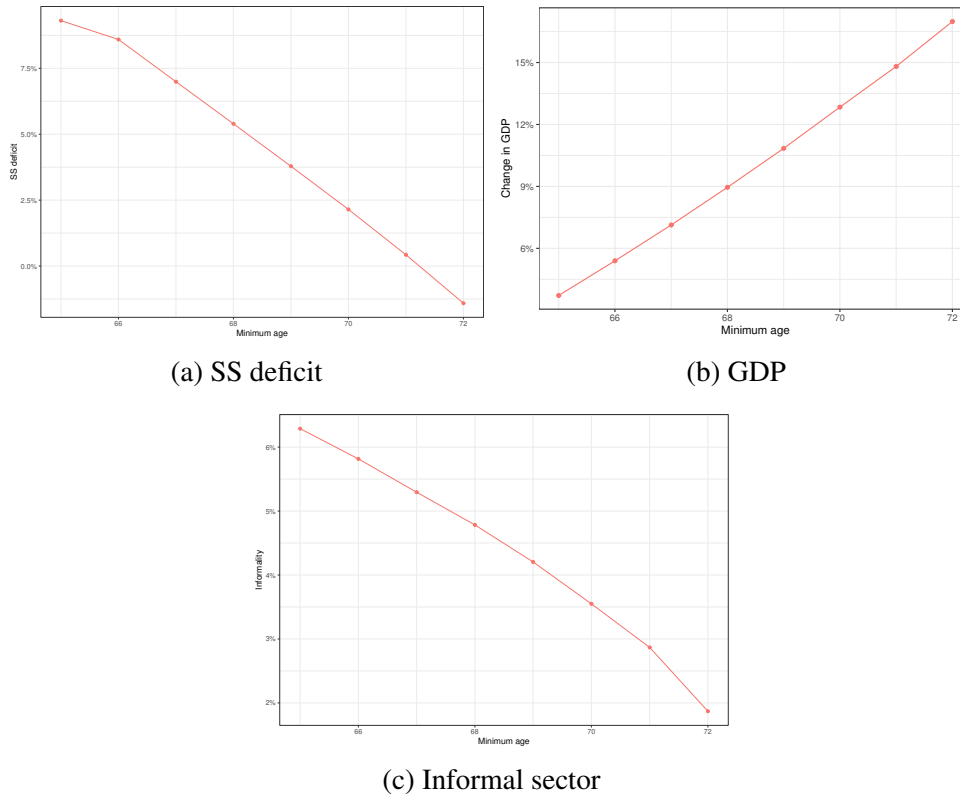 7.5%
5.0%
2.5%
0.0%
SS deficit
66
68
70
72
Minimum age
(a) SS deficit
15%
12%
9%
6%
Change in GDP
66
68
70
72
Minimum age
(b) GDP
6%
5%
4%
3%
2%
Informality
66
68
70
72
Minimum age
(c) Informal sector